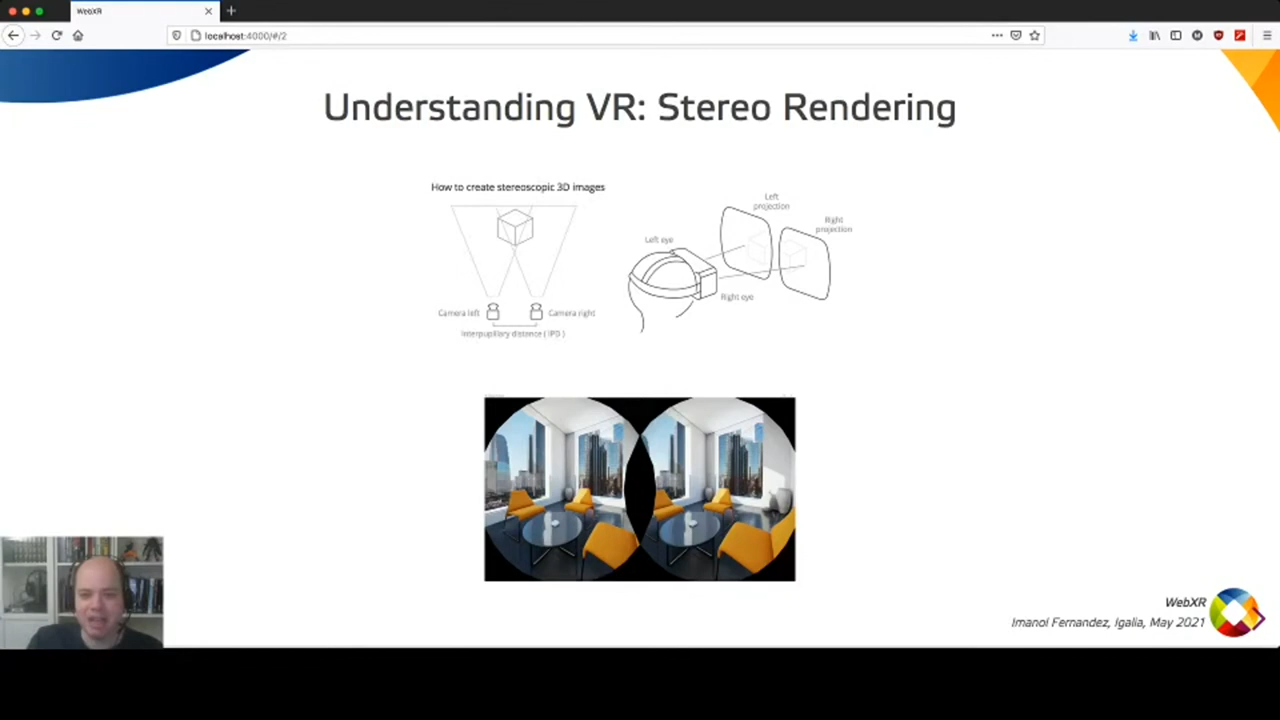 WebXR
localhost:4000/#/2
Understanding VR: Stereo Rendering
How to create stereoscopic 3D images
Camera left
Camera right
Interpupillary distance ( IPD )
Left
projection
Right
projection
Left eye
Right eye
WebXR
Imanol Fernandez, Igalia, May 2021